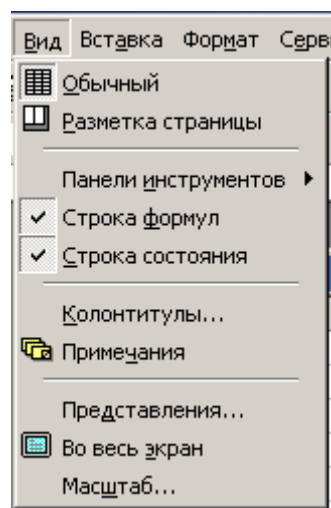 Вид Вставка Формат Серв
Обычный
Разметка страницы
Панели инструментов
Строка формул
Строка состояния
Колонтитулы...
Примечания
Представления...
Во весь экран
Масштаб...